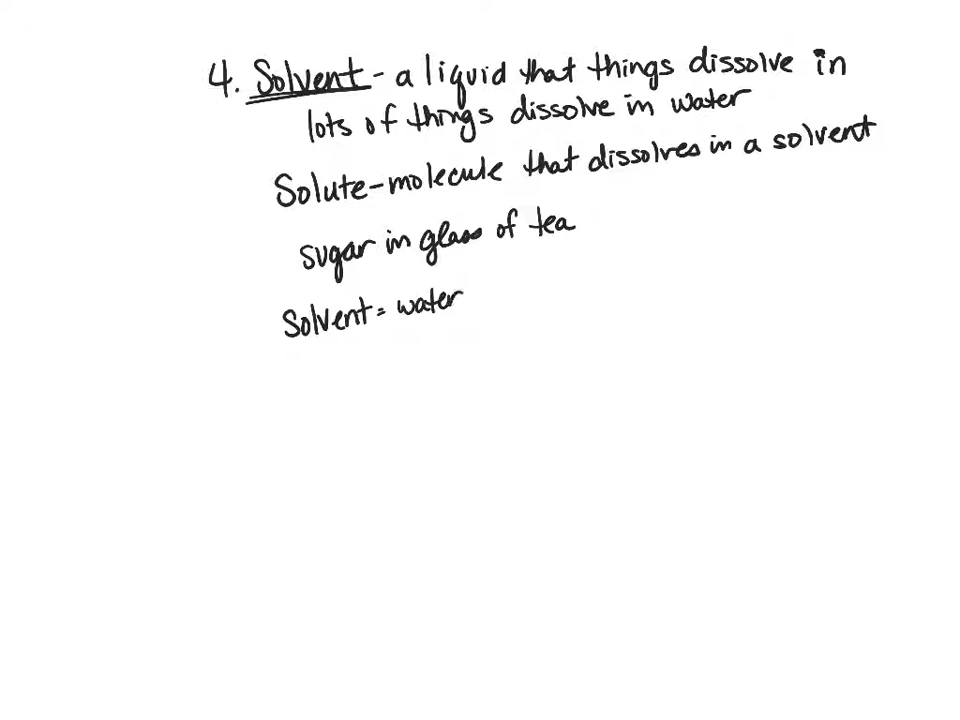 4. Solvent - a liquid that things dissolve in
lots of things dissolve in water
Solute - molecule that dissolves in a solvent
sugar in glass of tea
Solvent = water